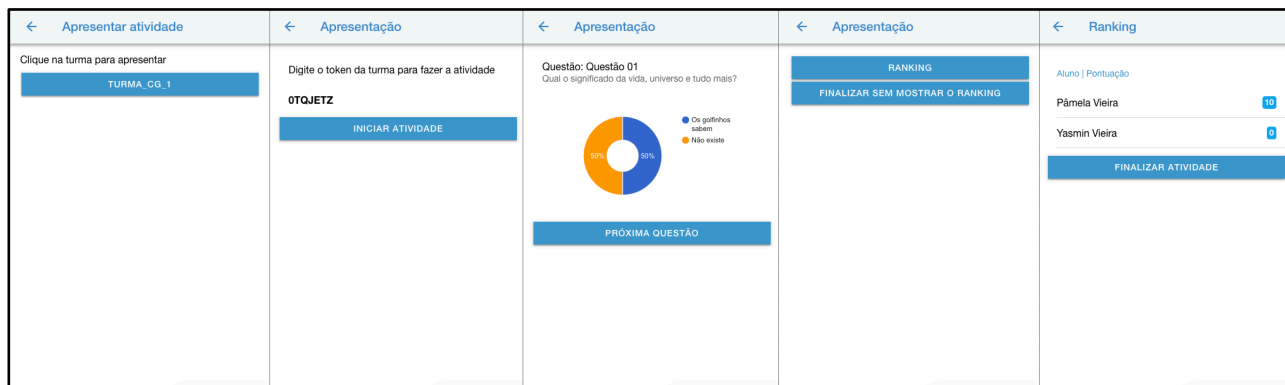 Apresentar atividade
Clique na turma para apresentar
TURMA_CG_1
Apresentação
Digite o token da turma para fazer a atividade
0TQJETZ
INICIAR ATIVIDADE
Apresentação
Questão: Questão 01
Qual o significado da vida, universo e tudo mais?
Os golfinhos
sabem
Não existe
50%
50%
PRÓXIMA QUESTÃO
Apresentação
RANKING
FINALIZAR SEM MOSTRAR O RANKING
Ranking
Aluno | Pontuação
Pâmela Vieira 10
Yasmin Vieira 0
FINALIZAR ATIVIDADE